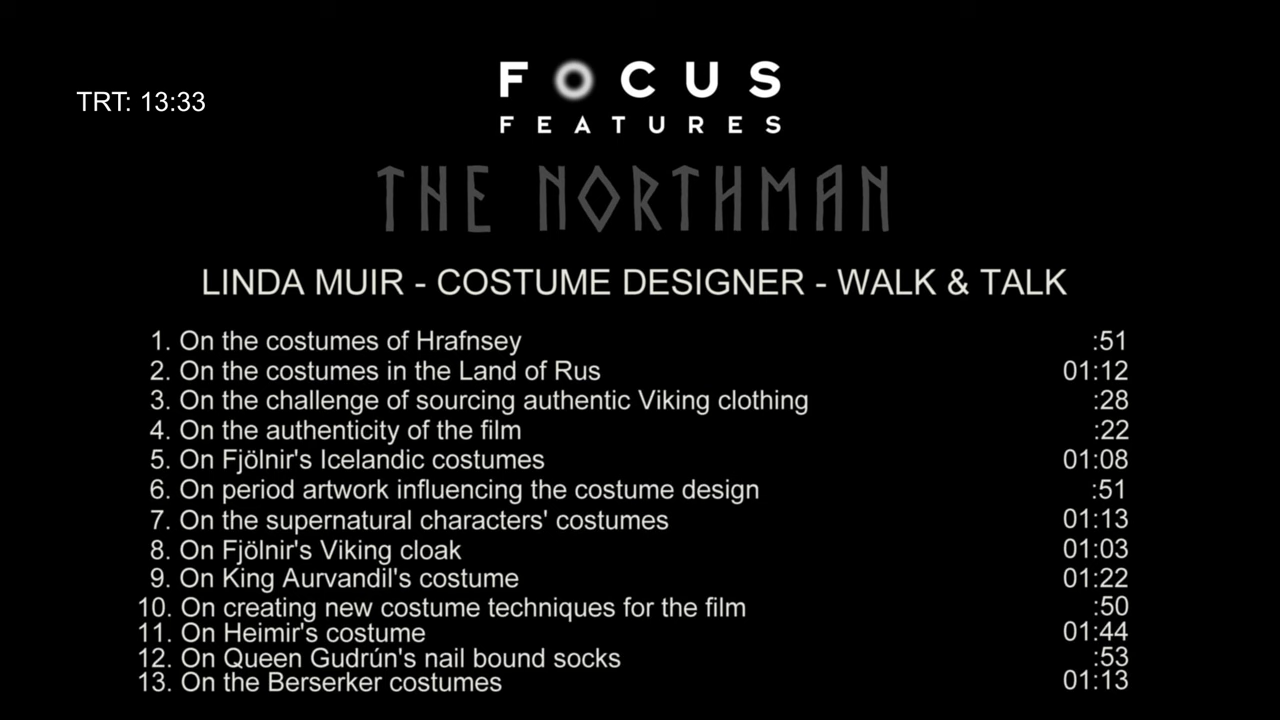 TRT: 13:33
FOCUS
FEATURES
THE NORTHMAN
LINDA MUIR - COSTUME DESIGNER - WALK & TALK
1. On the costumes of Hrafnsey :51
2. On the costumes in the Land of Rus 01:12
3. On the challenge of sourcing authentic Viking clothing :28
4. On the authenticity of the film :22
5. On Fjölnir's Icelandic costumes 01:08
6. On period artwork influencing the costume design :51
7. On the supernatural characters' costumes 01:13
8. On Fjölnir's Viking cloak 01:03
9. On King Aurvandil's costume 01:22
10. On creating new costume techniques for the film :50
11. On Heimir's costume 01:44
12. On Queen Gudrún's nail bound socks :53
13. On the Berserker costumes 01:13